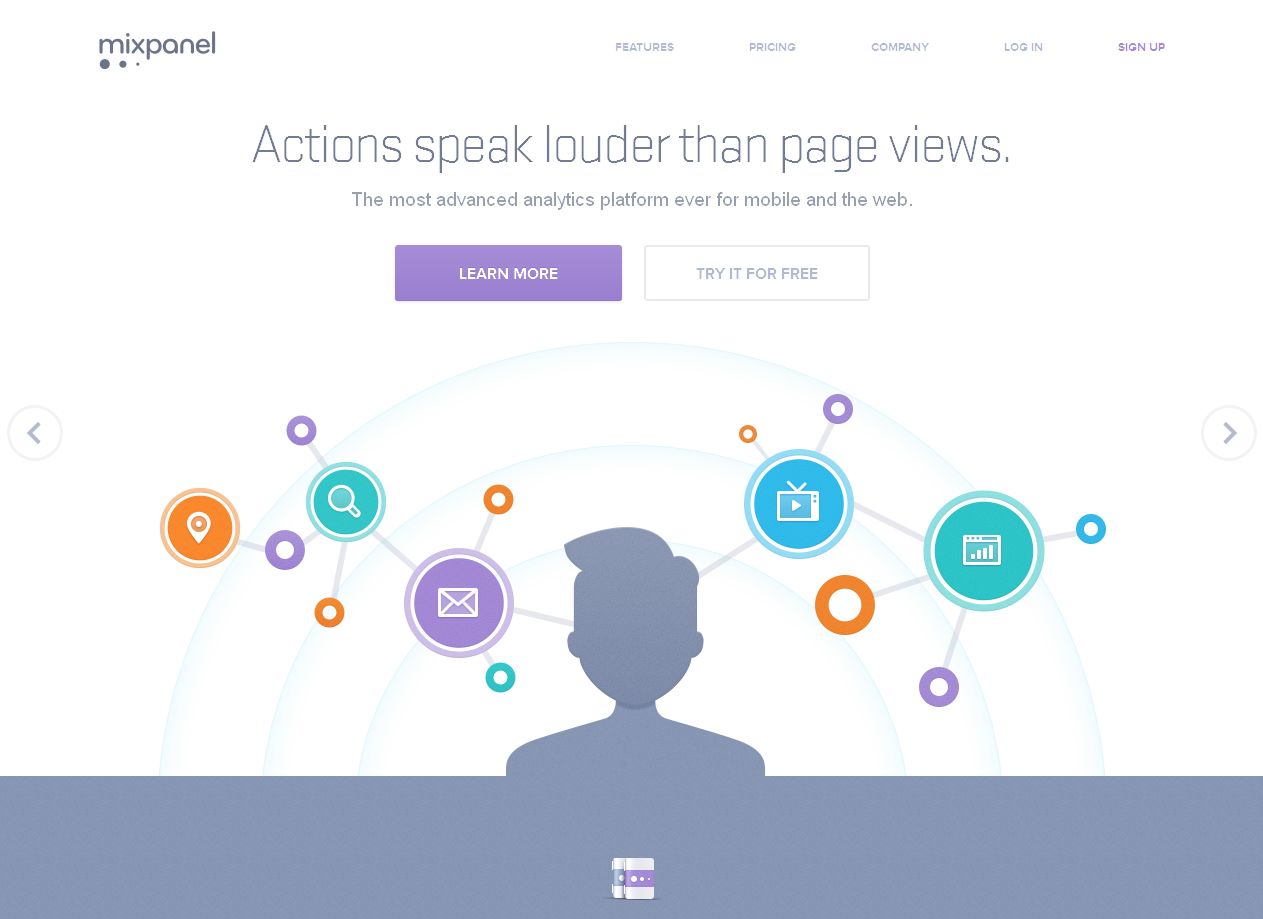 mixpanel
FEATURES PRICING COMPANY LOG IN SIGN UP
Actions speak louder than page views.
The most advanced analytics platform ever for mobile and the web.
LEARN MORE TRY IT FOR FREE